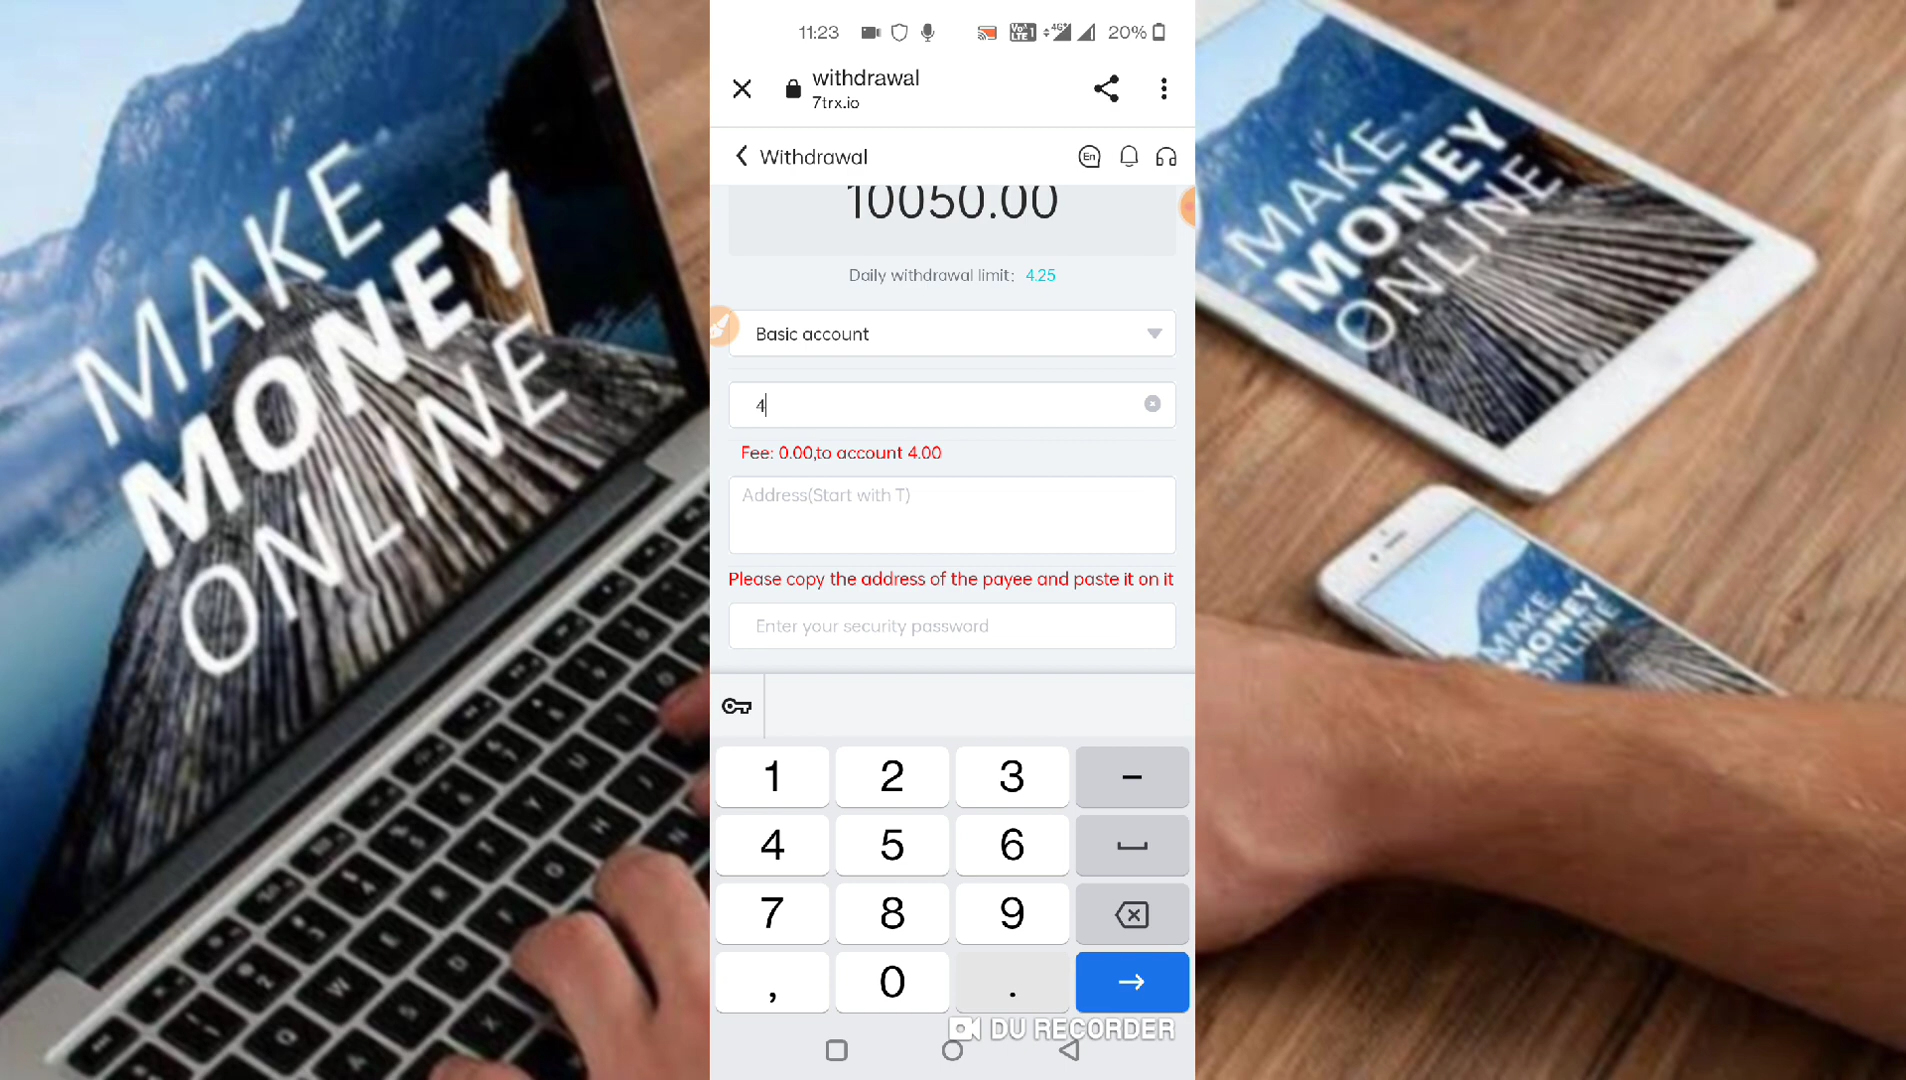 MAKE
MONEY
ONLINE
11:23
Vo) LTE1
4G+
20%
withdrawal
7trx.io
Withdrawal
En
10050.00
Daily withdrawal limit: 4.25
Basic account
4
Fee: 0.00,to account 4.00
Address(Start with T)
Please copy the address of the payee and paste it on it
Enter your security password
1 2 3 −
4 5 6
7 8 9
, 0 .
DU RECORDER
MAKE
MONEY
ONLINE
MAKE
MONEY
ONLINE